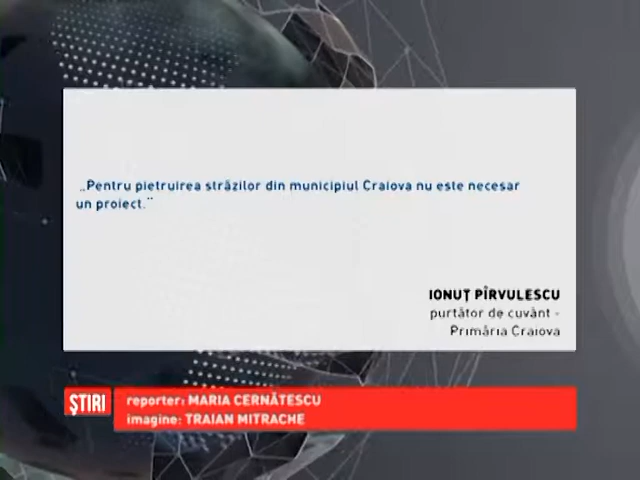 „Pentru pietruirea străzilor din municipiul Craiova nu este necesar
un proiect.”
IONUȚ PÎRVULESCU
purtător de cuvânt -
Primăria Craiova
ŞTIRI
reporter: MARIA CERNĂTESCU
imagine: TRAIAN MITRACHE